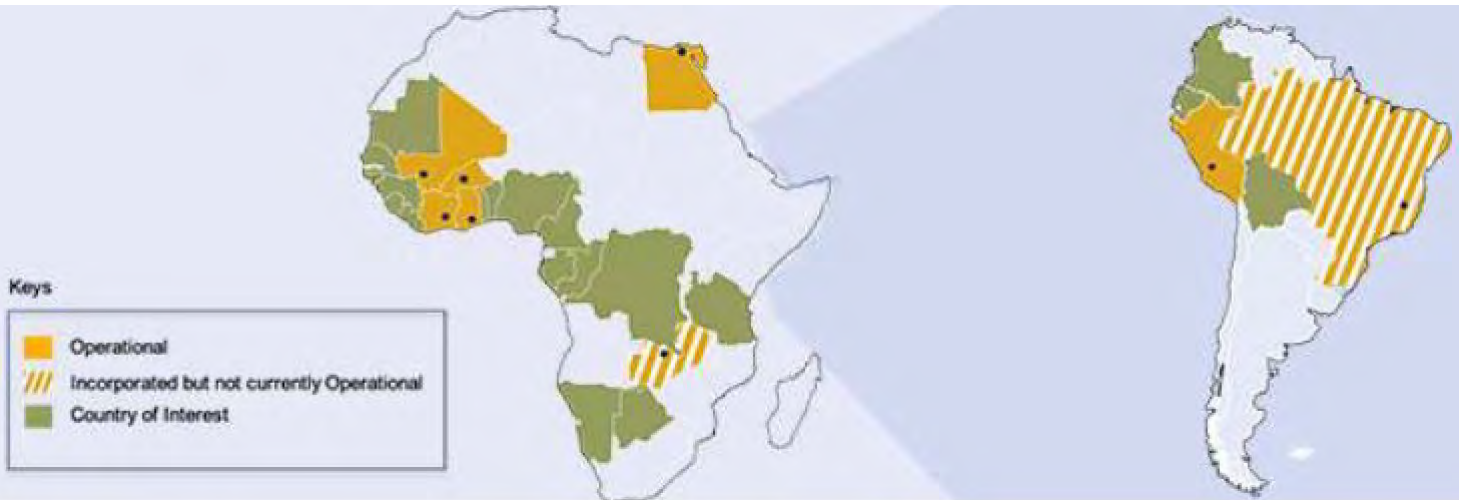 Keys
Operational
Incorporated but not currently Operational
Country of Interest